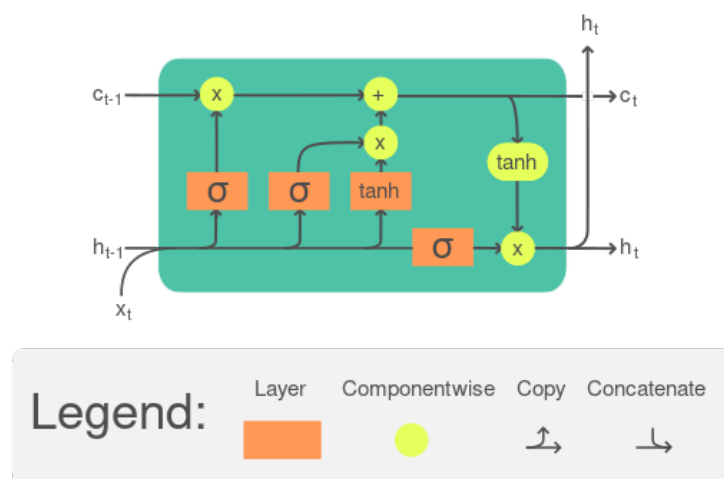 hₜ
cₜ₋₁ x + cₜ
x tanh
σ σ tanh
hₜ₋₁ σ x hₜ
xₜ
Layer Componentwise Copy Concatenate
Legend: